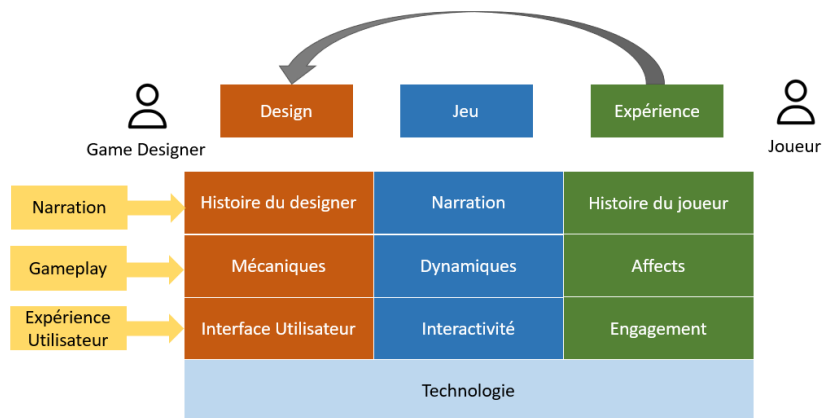 Design
Jeu
Expérience
Game Designer
Joueur
Narration
Histoire du designer
Narration
Histoire du joueur
Gameplay
Mécaniques
Dynamiques
Affects
Expérience
Utilisateur
Interface Utilisateur
Interactivité
Engagement
Technologie